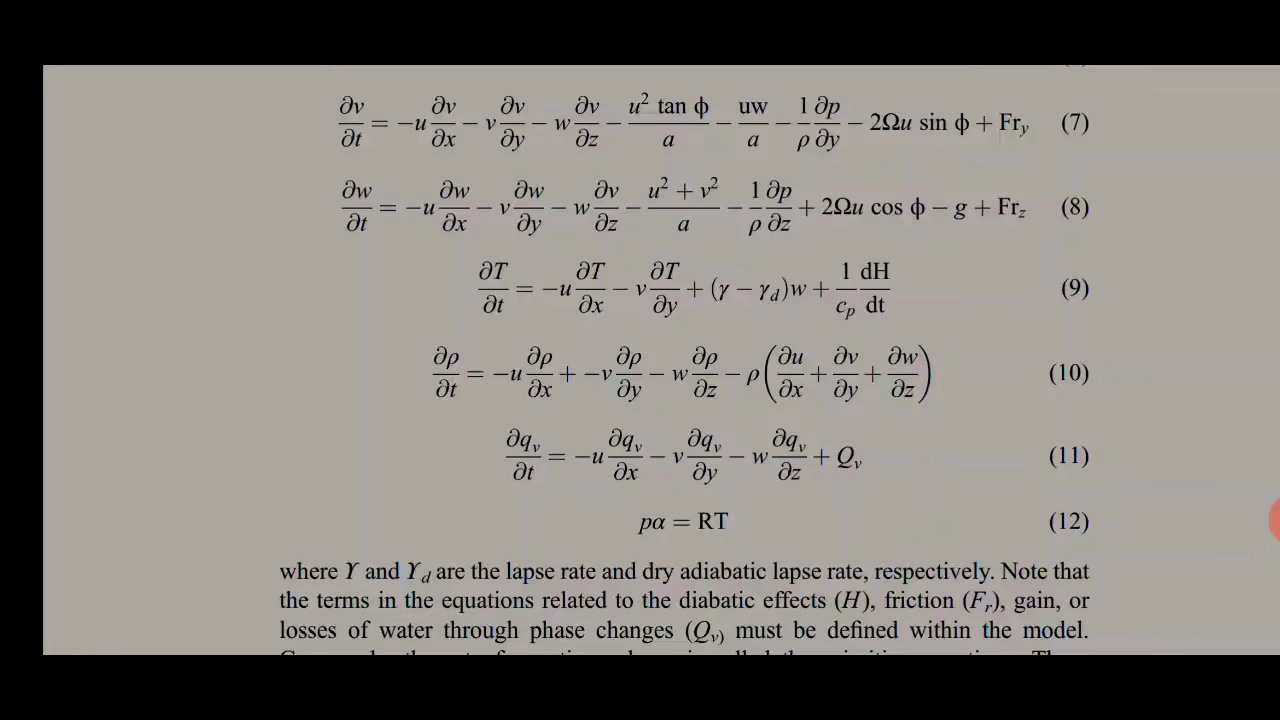 ∂v/∂t = −u ∂v/∂x − v ∂v/∂y − w ∂v/∂z − u² tan ϕ/a − uw/a − 1/ρ ∂p/∂y − 2Ωu sin ϕ + Fr_y (7)
∂w/∂t = −u ∂w/∂x − v ∂w/∂y − w ∂v/∂z − u² + v²/a − 1/ρ ∂p/∂z + 2Ωu cos ϕ − g + Fr_z (8)
∂T/∂t = −u ∂T/∂x − v ∂T/∂y + (γ − γ_d)w + 1/c_p dH/dt (9)
∂ρ/∂t = −u ∂ρ/∂x + −v ∂ρ/∂y − w ∂ρ/∂z − ρ(∂u/∂x + ∂v/∂y + ∂w/∂z) (10)
∂q_v/∂t = −u ∂q_v/∂x − v ∂q_v/∂y − w ∂q_v/∂z + Q_v (11)
pα = RT (12)
where ϒ and ϒ_d are the lapse rate and dry adiabatic lapse rate, respectively. Note that
the terms in the equations related to the diabatic effects (H), friction (F_r), gain, or
losses of water through phase changes (Q_v) must be defined within the model.